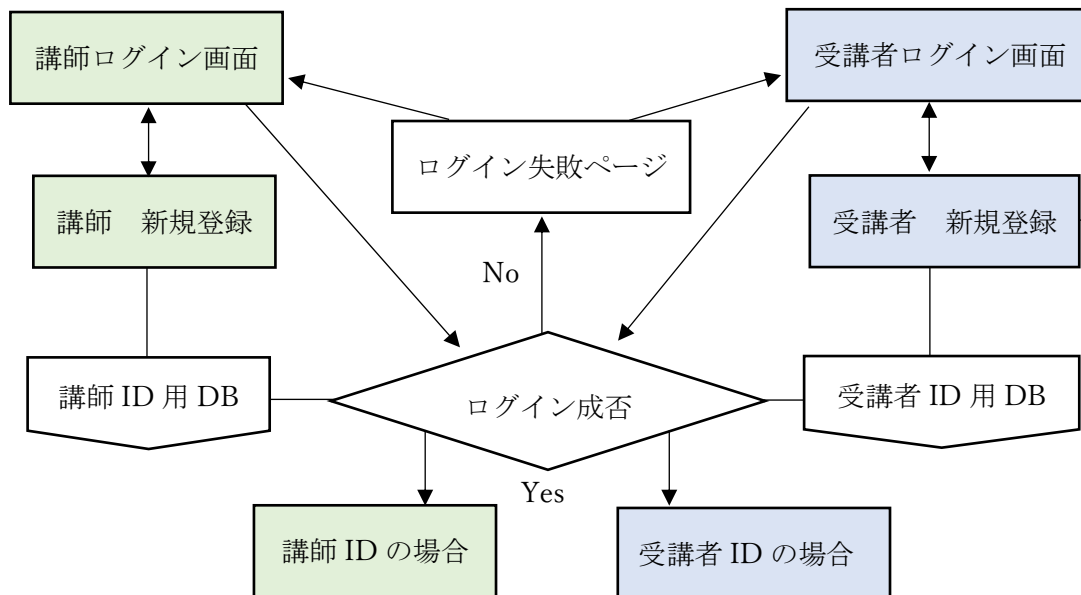 講師ログイン画面
受講者ログイン画面
ログイン失敗ページ
講師　新規登録
受講者　新規登録
No
講師 ID 用 DB
ログイン成否
受講者 ID 用 DB
Yes
講師 ID の場合
受講者 ID の場合